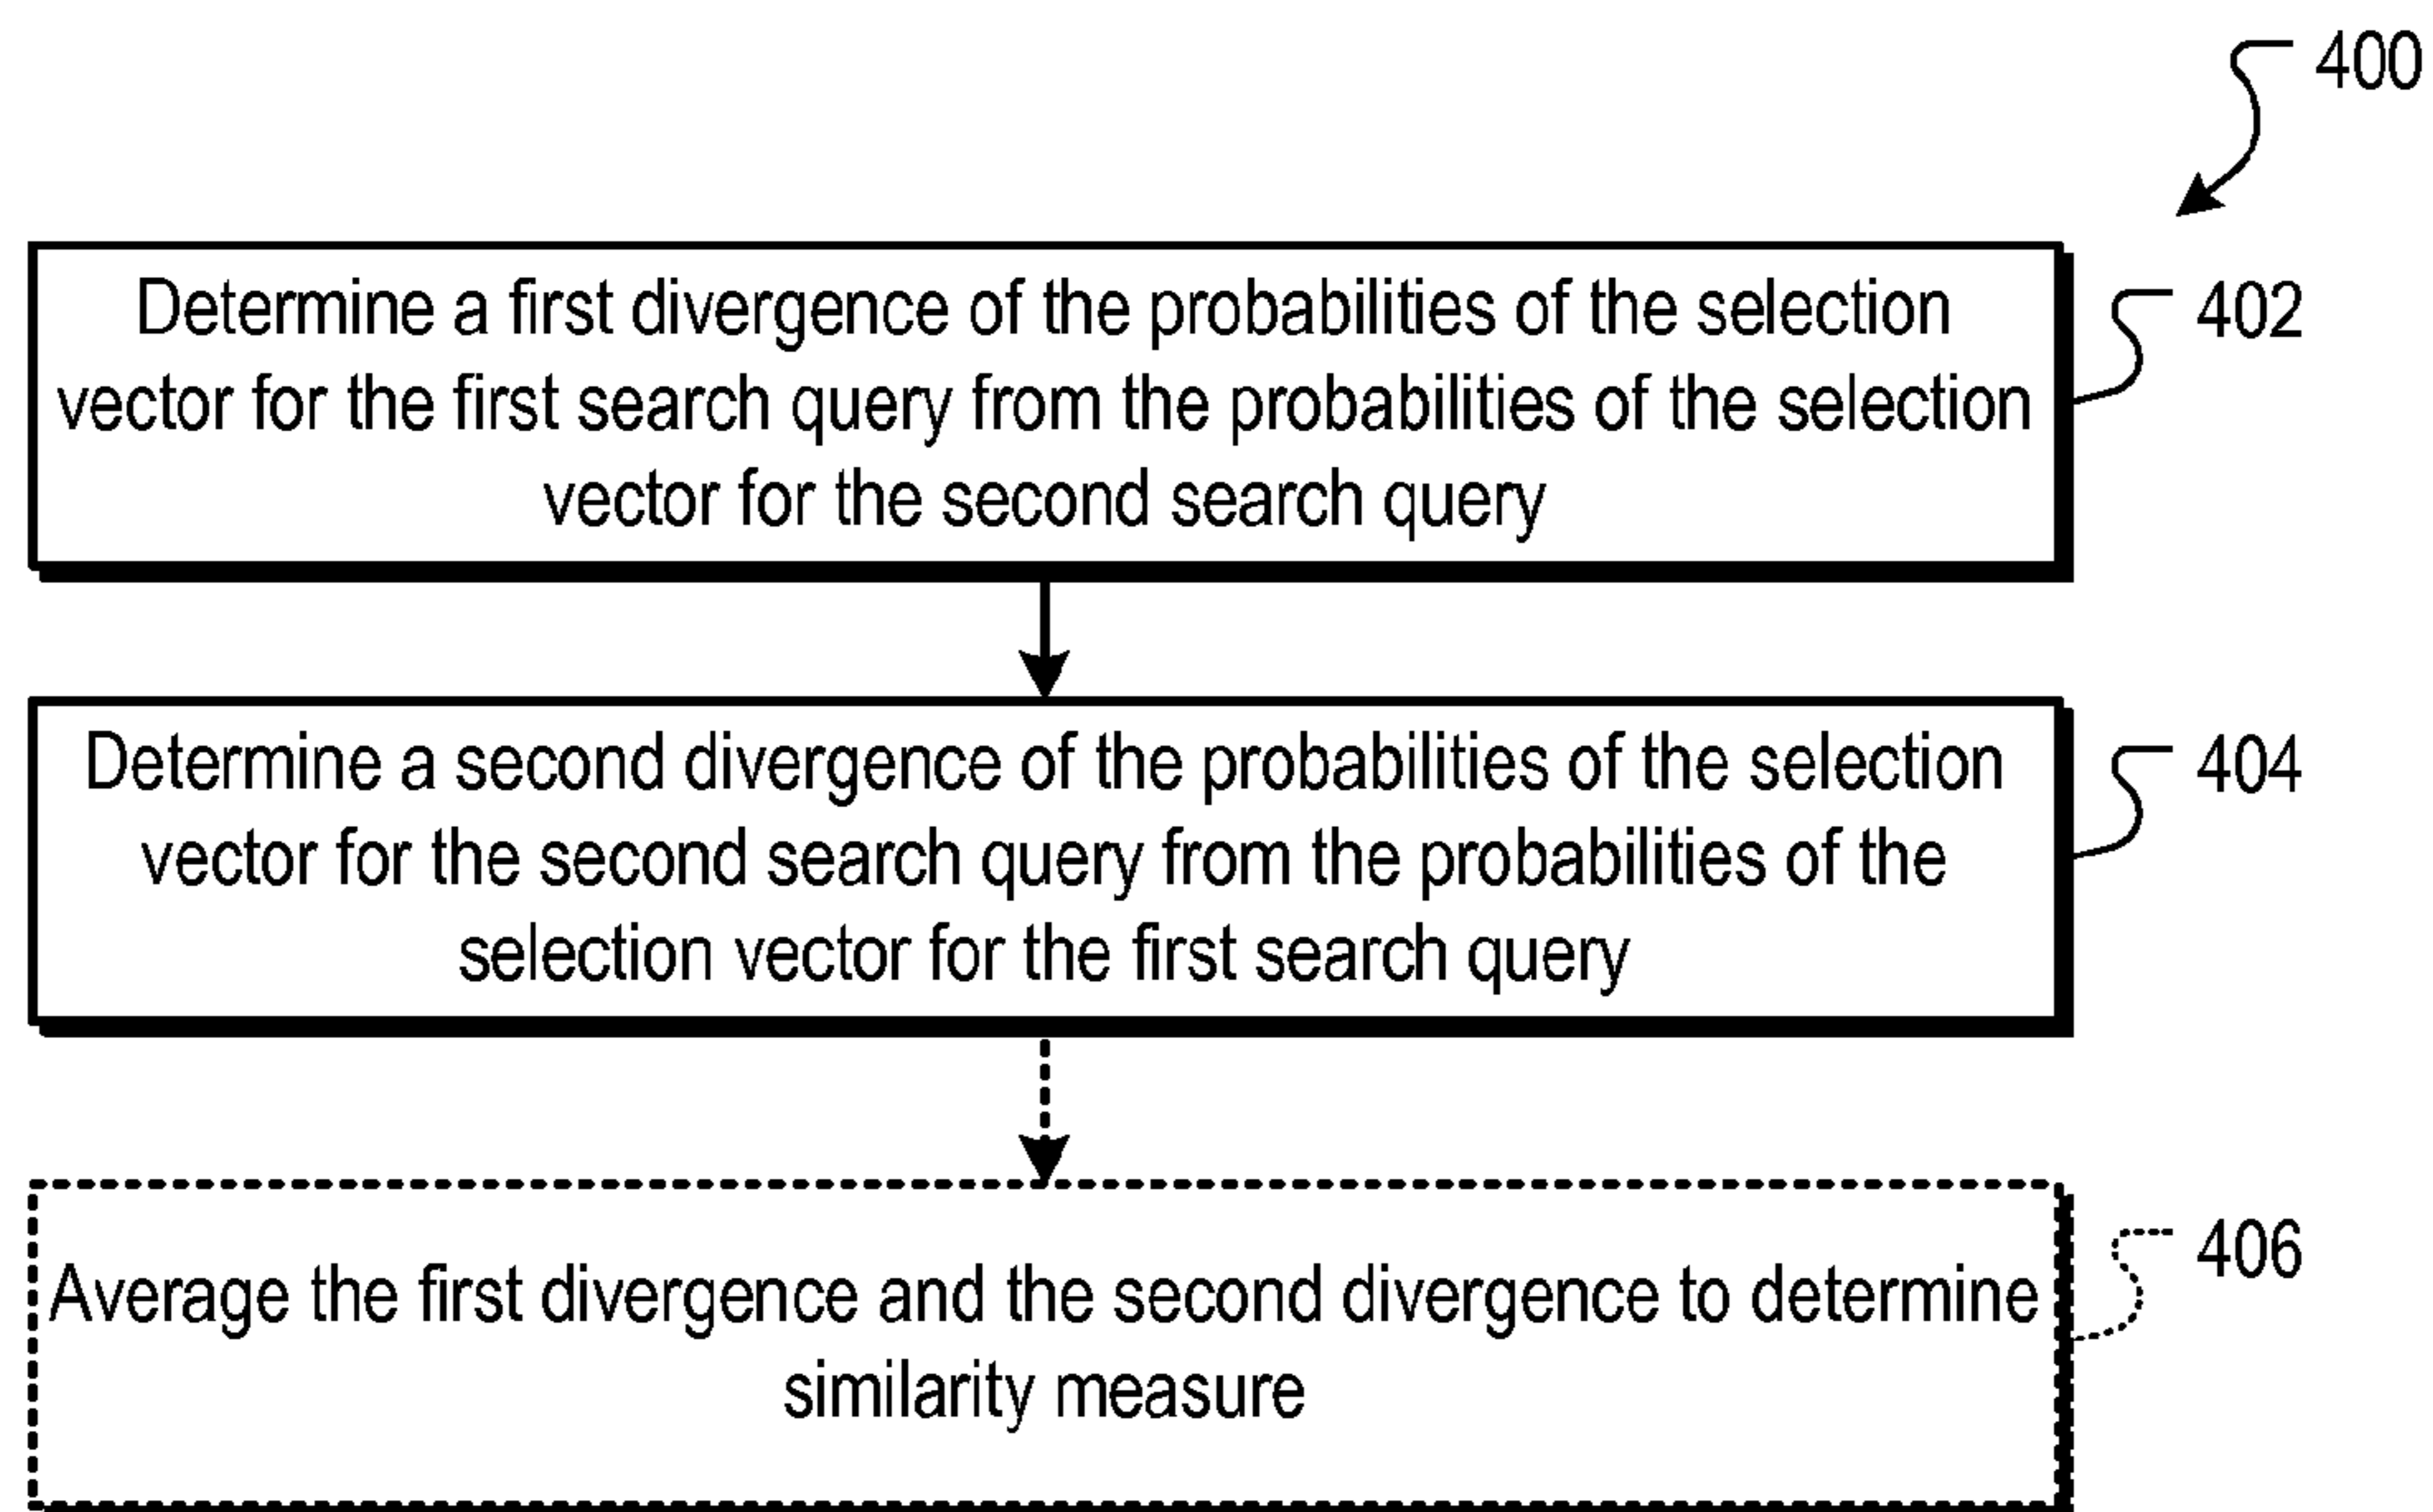 400
Determine a first divergence of the probabilities of the selection
vector for the first search query from the probabilities of the selection
vector for the second search query
402
Determine a second divergence of the probabilities of the selection
vector for the second search query from the probabilities of the
selection vector for the first search query
404
Average the first divergence and the second divergence to determine
similarity measure
406